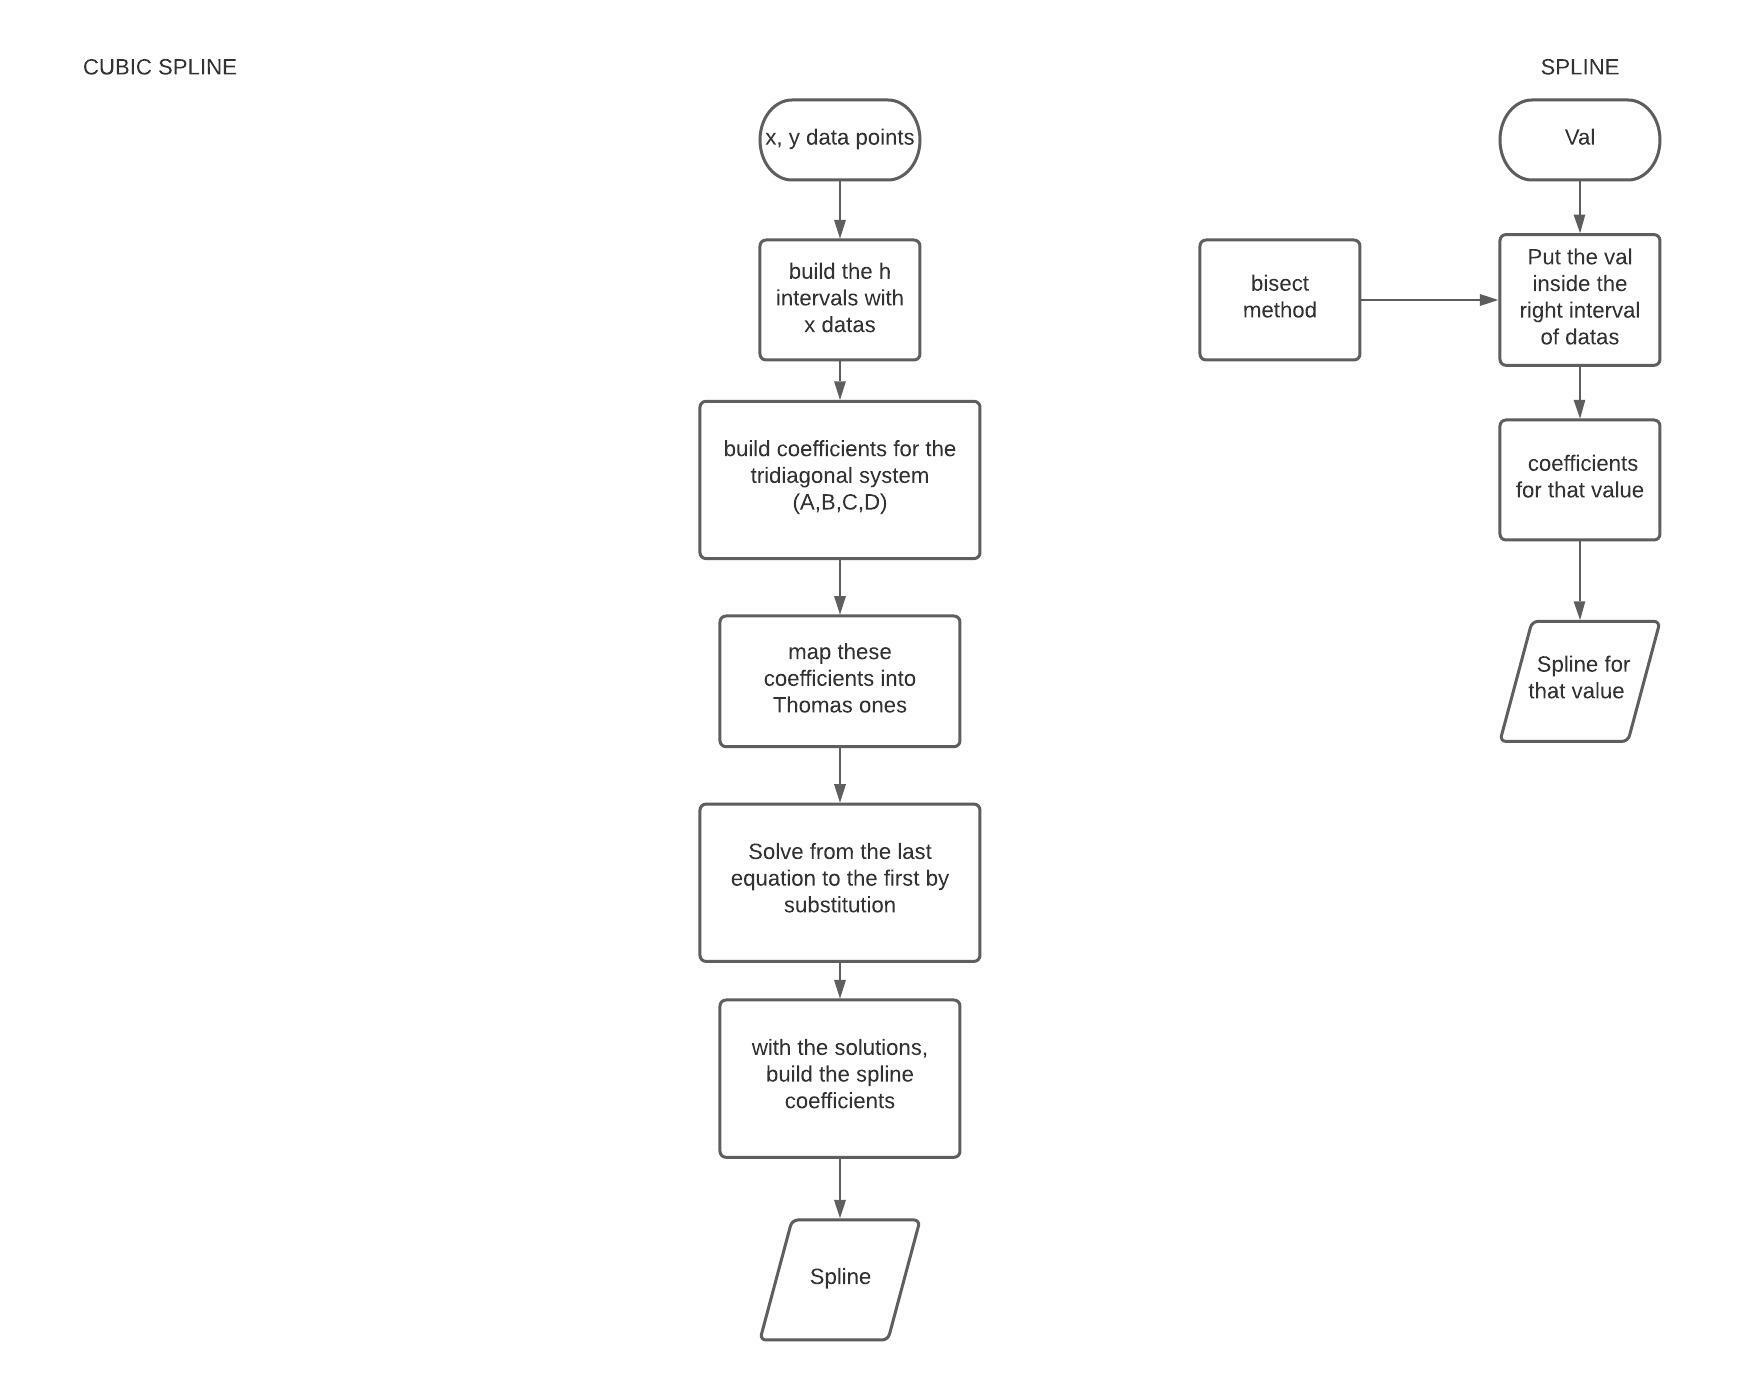 CUBIC SPLINE
x, y data points
build the h
intervals with
x datas
build coefficients for the
tridiagonal system
(A,B,C,D)
map these
coefficients into
Thomas ones
Solve from the last
equation to the first by
substitution
with the solutions,
build the spline
coefficients
Spline
SPLINE
Val
bisect
method
Put the val
inside the
right interval
of datas
coefficients
for that value
Spline for
that value